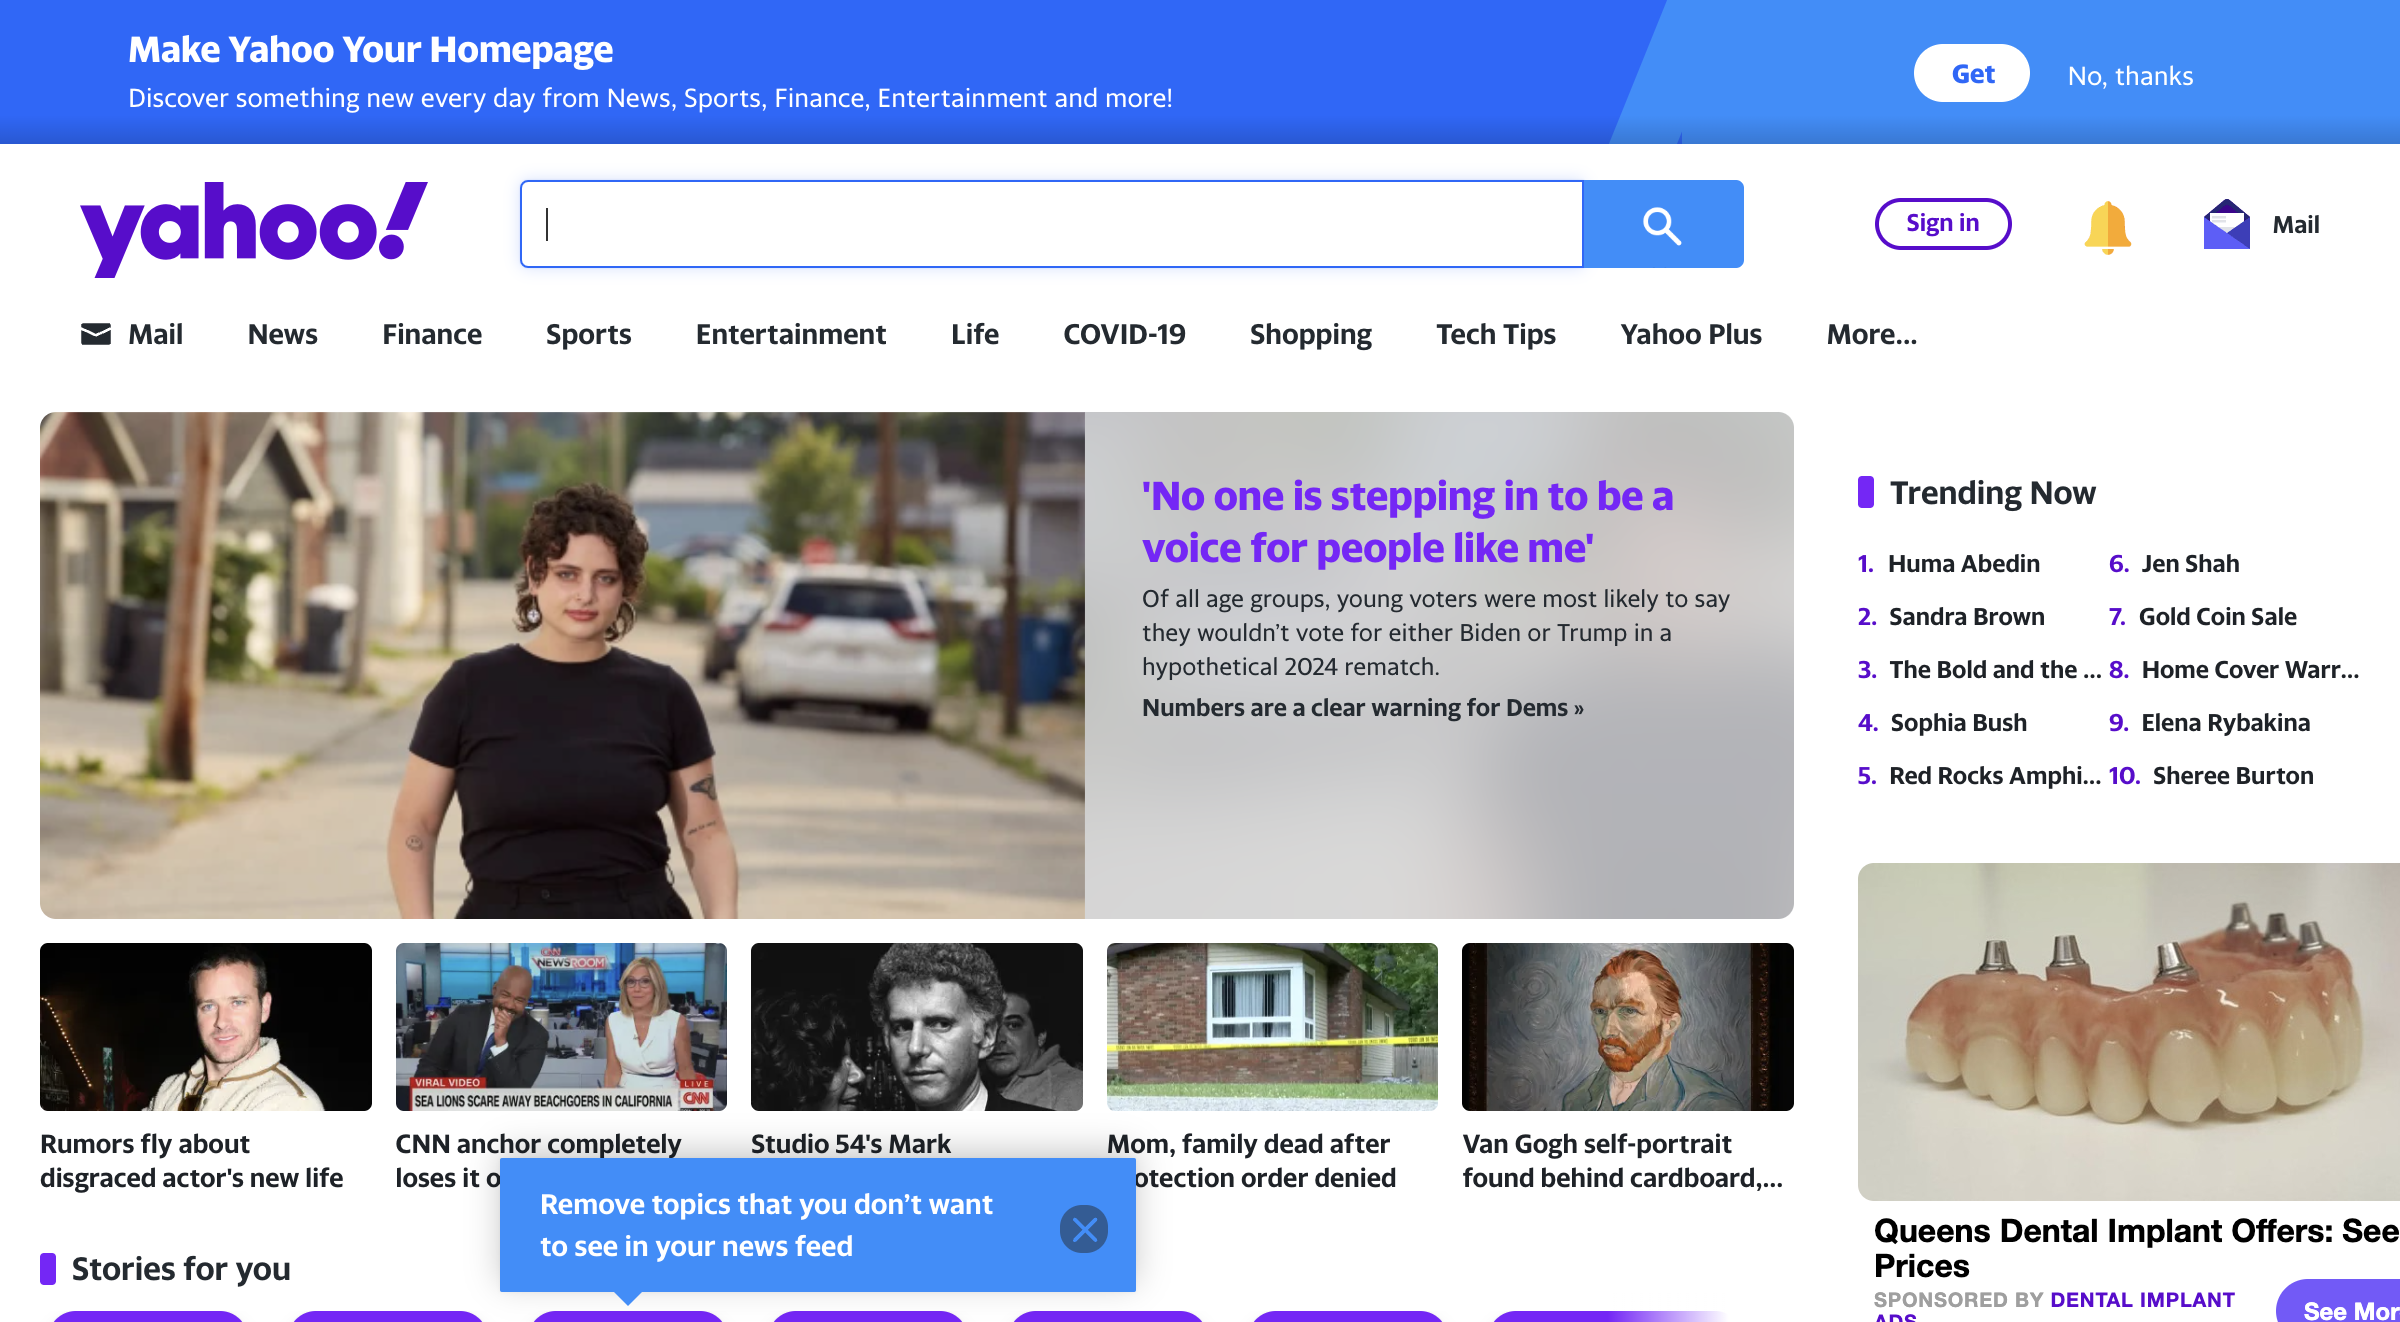 Make Yahoo Your Homepage
Discover something new every day from News, Sports, Finance, Entertainment and more!
Get
No, thanks
yahoo!
Sign in
Mail
Mail
News
Finance
Sports
Entertainment
Life
COVID-19
Shopping
Tech Tips
Yahoo Plus
More...
'No one is stepping in to be a
voice for people like me'
Of all age groups, young voters were most likely to say
they wouldn't vote for either Biden or Trump in a
hypothetical 2024 rematch.
Numbers are a clear warning for Dems »
Trending Now
1. Huma Abedin
2. Sandra Brown
3. The Bold and the ...
4. Sophia Bush
5. Red Rocks Amphi...
6. Jen Shah
7. Gold Coin Sale
8. Home Cover Warr...
9. Elena Rybakina
10. Sheree Burton
CNN
NEWSROOM
VIRAL VIDEO
LIVE
SEA LIONS SCARE AWAY BEACHGOERS IN CALIFORNIA
CNN
Rumors fly about
disgraced actor's new life
CNN anchor completely
loses it o
Studio 54's Mark
Mom, family dead after
otection order denied
Van Gogh self-portrait
found behind cardboard,...
Remove topics that you don't want
to see in your news feed
Stories for you
Queens Dental Implant Offers: See
Prices
SPONSORED BY DENTAL IMPLANT
ADS
See Mor